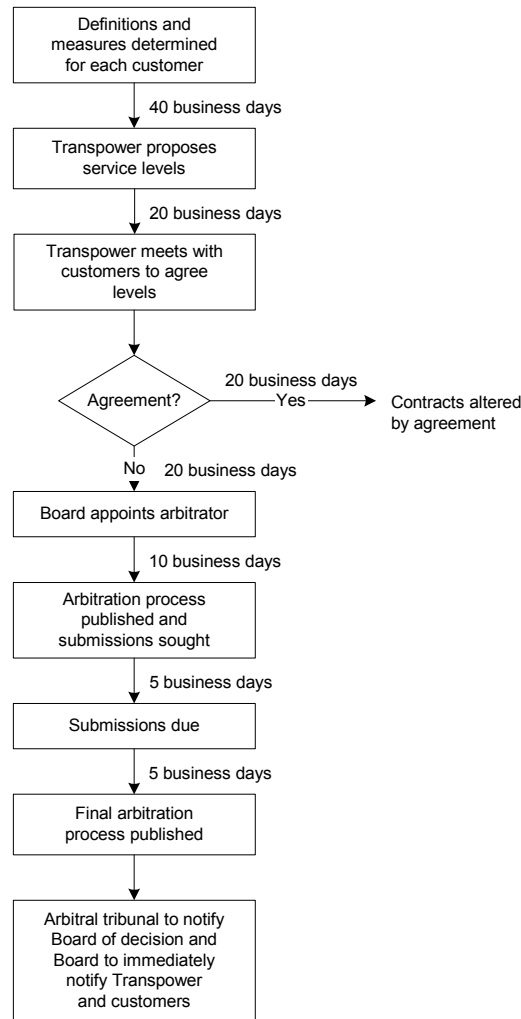 Definitions and
measures determined
for each customer
40 business days
Transpower proposes
service levels
20 business days
Transpower meets with
customers to agree
levels
20 business days
Agreement?
Yes
Contracts altered
by agreement
No
20 business days
Board appoints arbitrator
10 business days
Arbitration process
published and
submissions sought
5 business days
Submissions due
5 business days
Final arbitration
process published
Arbitral tribunal to notify
Board of decision and
Board to immediately
notify Transpower
and customers